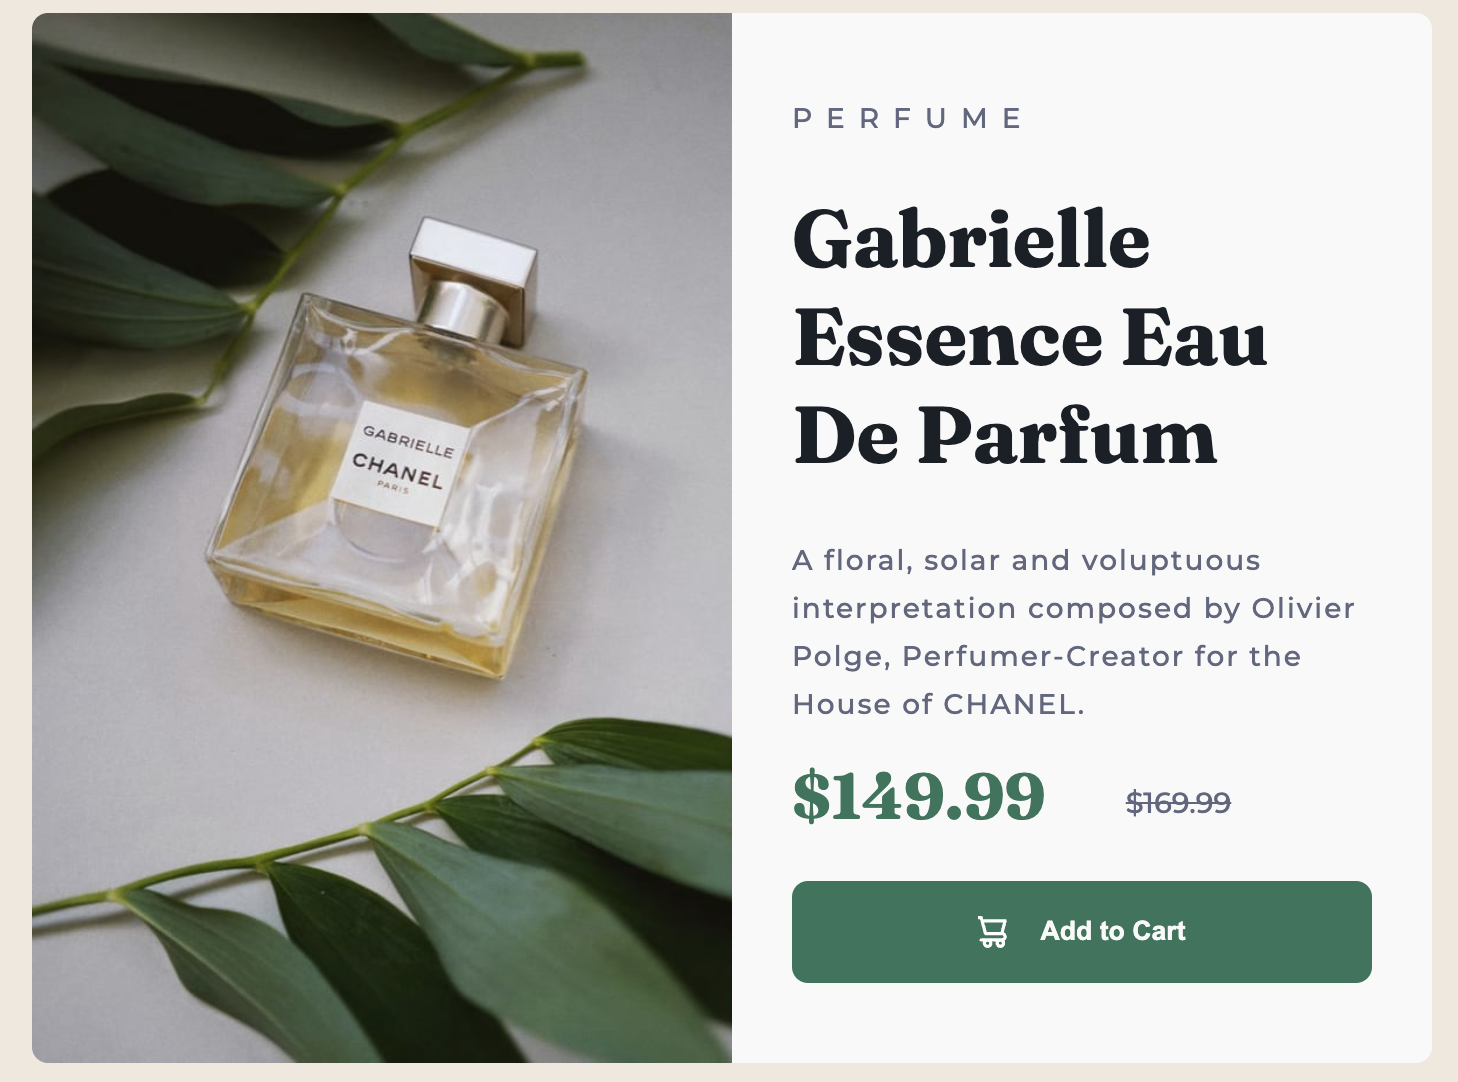 GABRIELLE
CHANEL
PARIS
PERFUME
Gabrielle
Essence Eau
De Parfum
A floral, solar and voluptuous
interpretation composed by Olivier
Polge, Perfumer-Creator for the
House of CHANEL.
$149.99 $169.99
Add to Cart